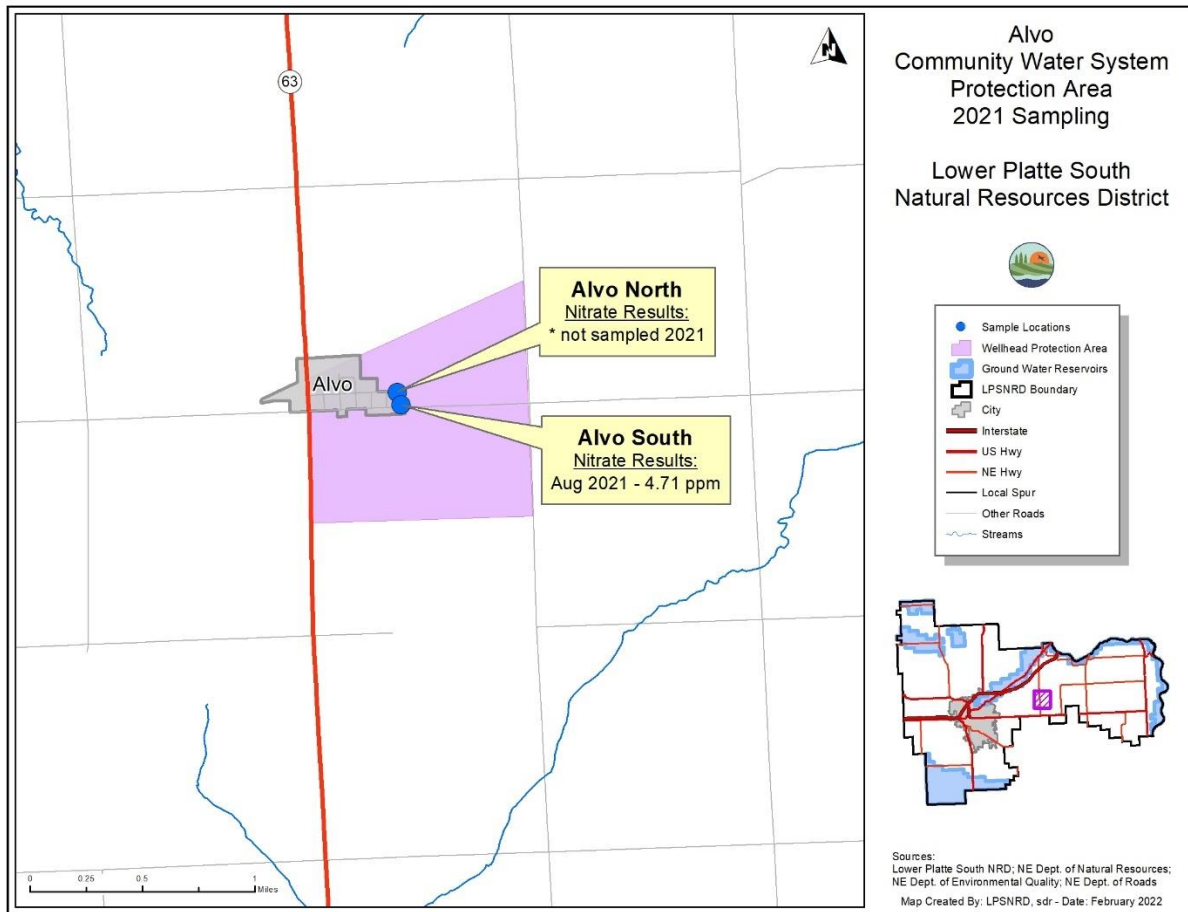 63
N
Alvo
Alvo North
Nitrate Results:
* not sampled 2021
Alvo South
Nitrate Results:
Aug 2021 - 4.71 ppm
0 0.25 0.5 1
Miles
Alvo
Community Water System
Protection Area
2021 Sampling
Lower Platte South
Natural Resources District
Sample Locations
Wellhead Protection Area
Ground Water Reservoirs
LPSNRD Boundary
City
Interstate
US Hwy
NE Hwy
Local Spur
Other Roads
Streams
Sources:
Lower Platte South NRD; NE Dept. of Natural Resources;
NE Dept. of Environmental Quality; NE Dept. of Roads
Map Created By: LPSNRD, sdr - Date: February 2022